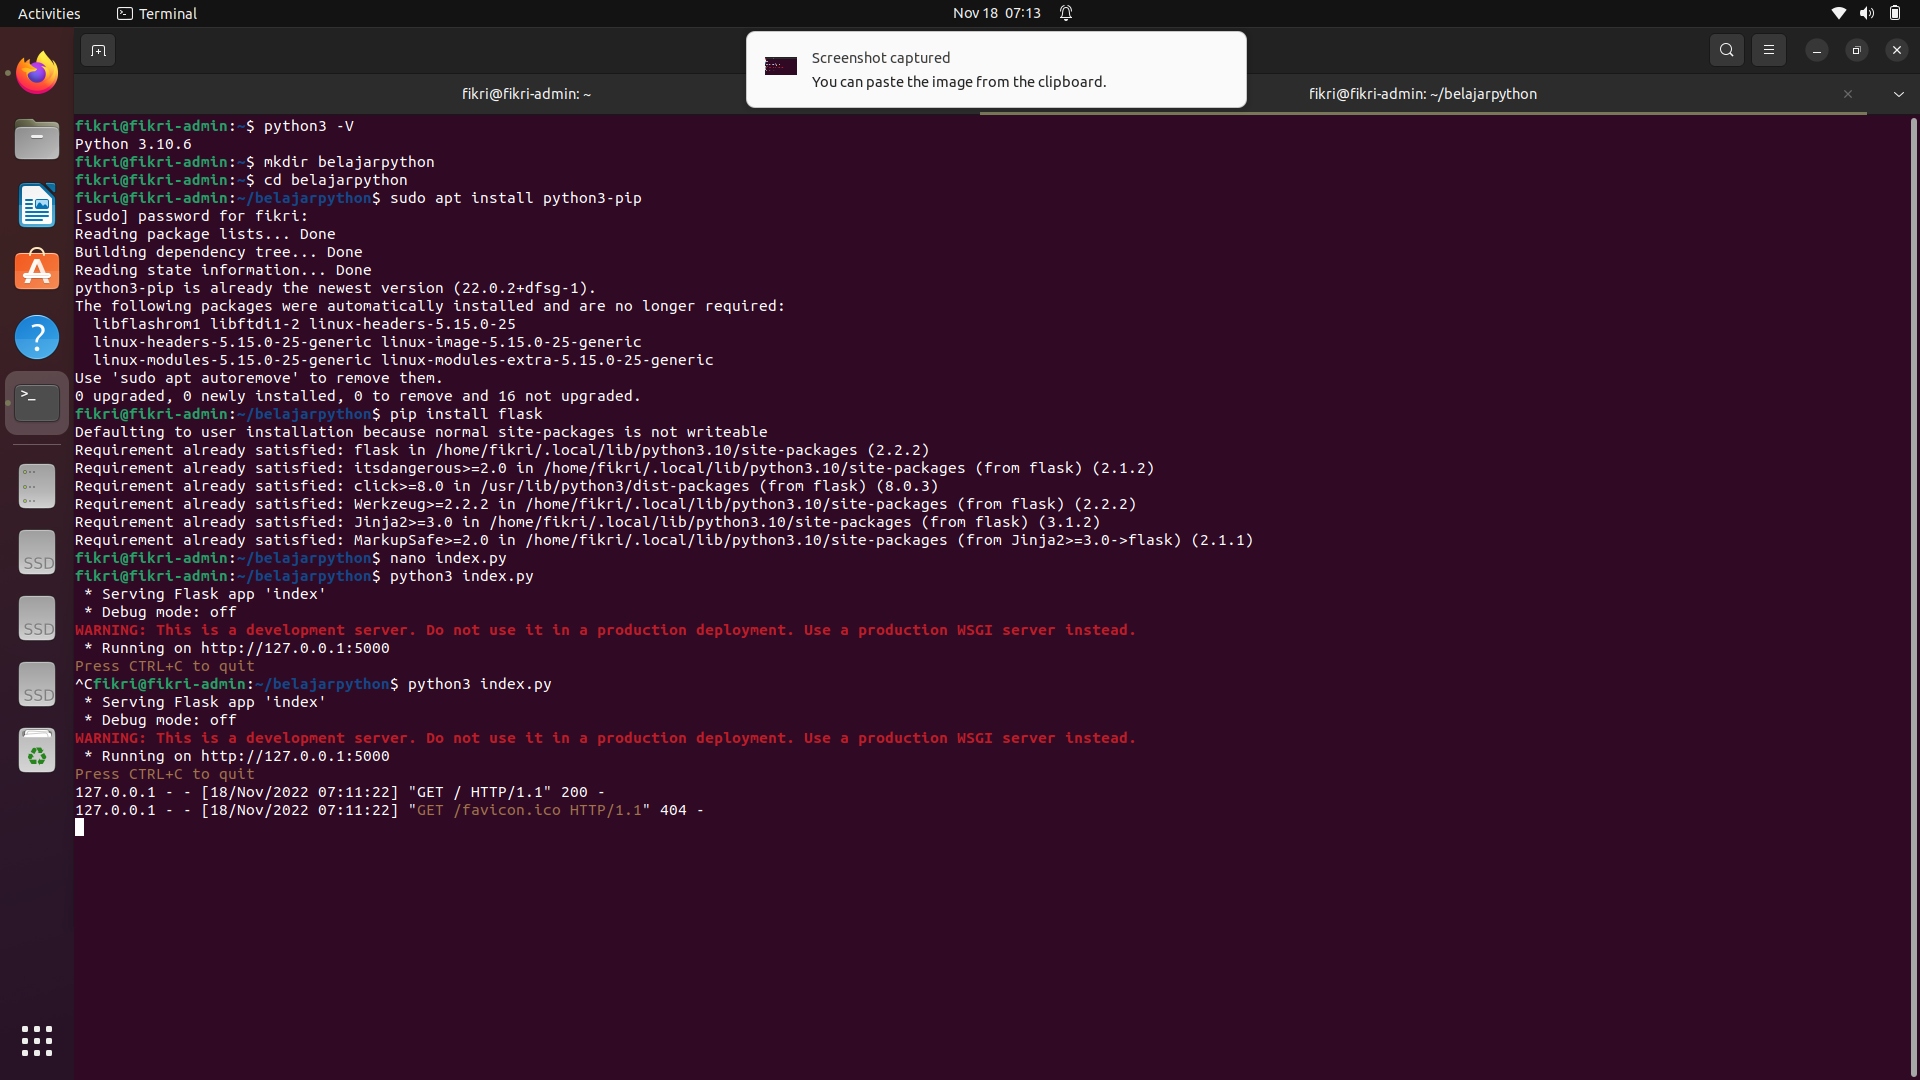 Activities
Terminal
Nov 18 07:13
Screenshot captured
You can paste the image from the clipboard.
fikri@fikri-admin: ~
fikri@fikri-admin: ~/belajarpython
fikri@fikri-admin:~$ python3 -V
Python 3.10.6
fikri@fikri-admin:~$ mkdir belajarpython
fikri@fikri-admin:~$ cd belajarpython
fikri@fikri-admin:~/belajarpython$ sudo apt install python3-pip
[sudo] password for fikri:
Reading package lists... Done
Building dependency tree... Done
Reading state information... Done
python3-pip is already the newest version (22.0.2+dfsg-1).
The following packages were automatically installed and are no longer required:
  libflashrom1 libftdi1-2 linux-headers-5.15.0-25
  linux-headers-5.15.0-25-generic linux-image-5.15.0-25-generic
  linux-modules-5.15.0-25-generic linux-modules-extra-5.15.0-25-generic
Use 'sudo apt autoremove' to remove them.
0 upgraded, 0 newly installed, 0 to remove and 16 not upgraded.
fikri@fikri-admin:~/belajarpython$ pip install flask
Defaulting to user installation because normal site-packages is not writeable
Requirement already satisfied: flask in /home/fikri/.local/lib/python3.10/site-packages (2.2.2)
Requirement already satisfied: itsdangerous>=2.0 in /home/fikri/.local/lib/python3.10/site-packages (from flask) (2.1.2)
Requirement already satisfied: click>=8.0 in /usr/lib/python3/dist-packages (from flask) (8.0.3)
Requirement already satisfied: Werkzeug>=2.2.2 in /home/fikri/.local/lib/python3.10/site-packages (from flask) (2.2.2)
Requirement already satisfied: Jinja2>=3.0 in /home/fikri/.local/lib/python3.10/site-packages (from flask) (3.1.2)
Requirement already satisfied: MarkupSafe>=2.0 in /home/fikri/.local/lib/python3.10/site-packages (from Jinja2>=3.0->flask) (2.1.1)
fikri@fikri-admin:~/belajarpython$ nano index.py
fikri@fikri-admin:~/belajarpython$ python3 index.py
 * Serving Flask app 'index'
 * Debug mode: off
WARNING: This is a development server. Do not use it in a production deployment. Use a production WSGI server instead.
 * Running on http://127.0.0.1:5000
Press CTRL+C to quit
^Cfikri@fikri-admin:~/belajarpython$ python3 index.py
 * Serving Flask app 'index'
 * Debug mode: off
WARNING: This is a development server. Do not use it in a production deployment. Use a production WSGI server instead.
 * Running on http://127.0.0.1:5000
Press CTRL+C to quit
127.0.0.1 - - [18/Nov/2022 07:11:22] "GET / HTTP/1.1" 200 -
127.0.0.1 - - [18/Nov/2022 07:11:22] "GET /favicon.ico HTTP/1.1" 404 -
SSD
SSD
SSD